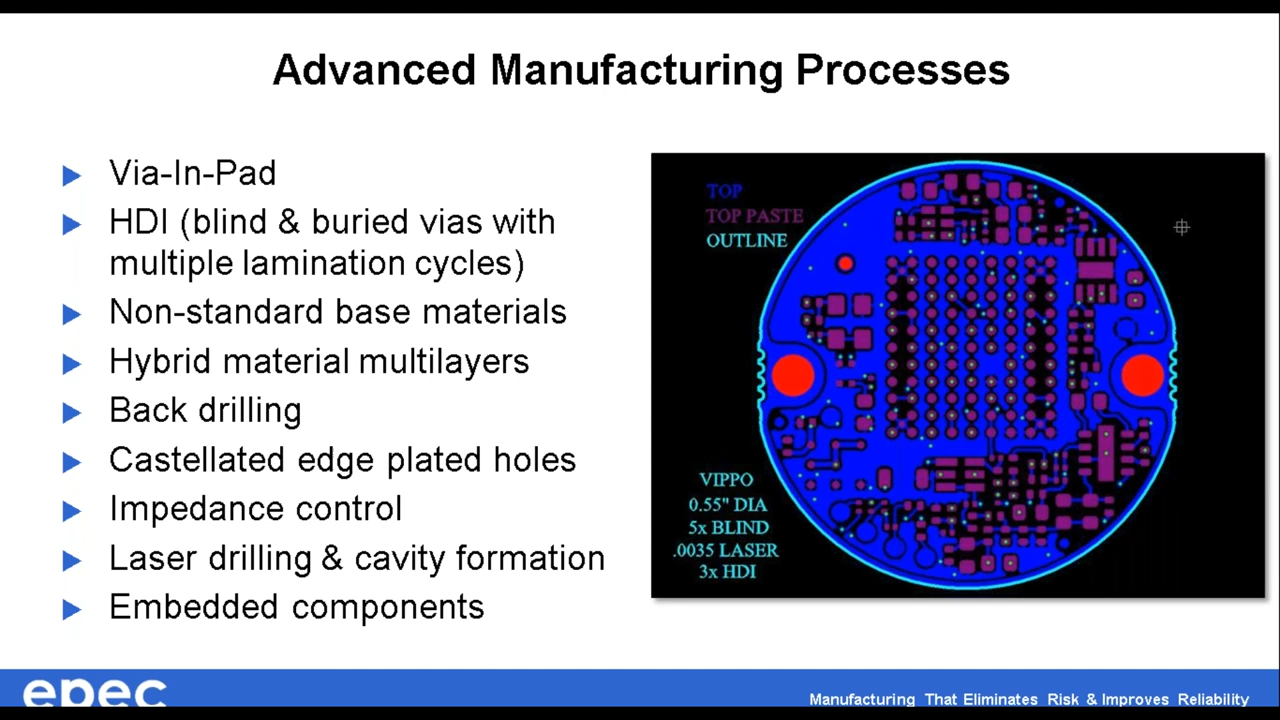 Advanced Manufacturing Processes
Via-In-Pad
HDI (blind & buried vias with
multiple lamination cycles)
Non-standard base materials
Hybrid material multilayers
Back drilling
Castellated edge plated holes
Impedance control
Laser drilling & cavity formation
Embedded components
TOP
TOP PASTE
OUTLINE
VIPPO
0.55" DIA
5x BLIND
.0035 LASER
3x HDI
epec
Manufacturing That Eliminates Risk & Improves Reliability